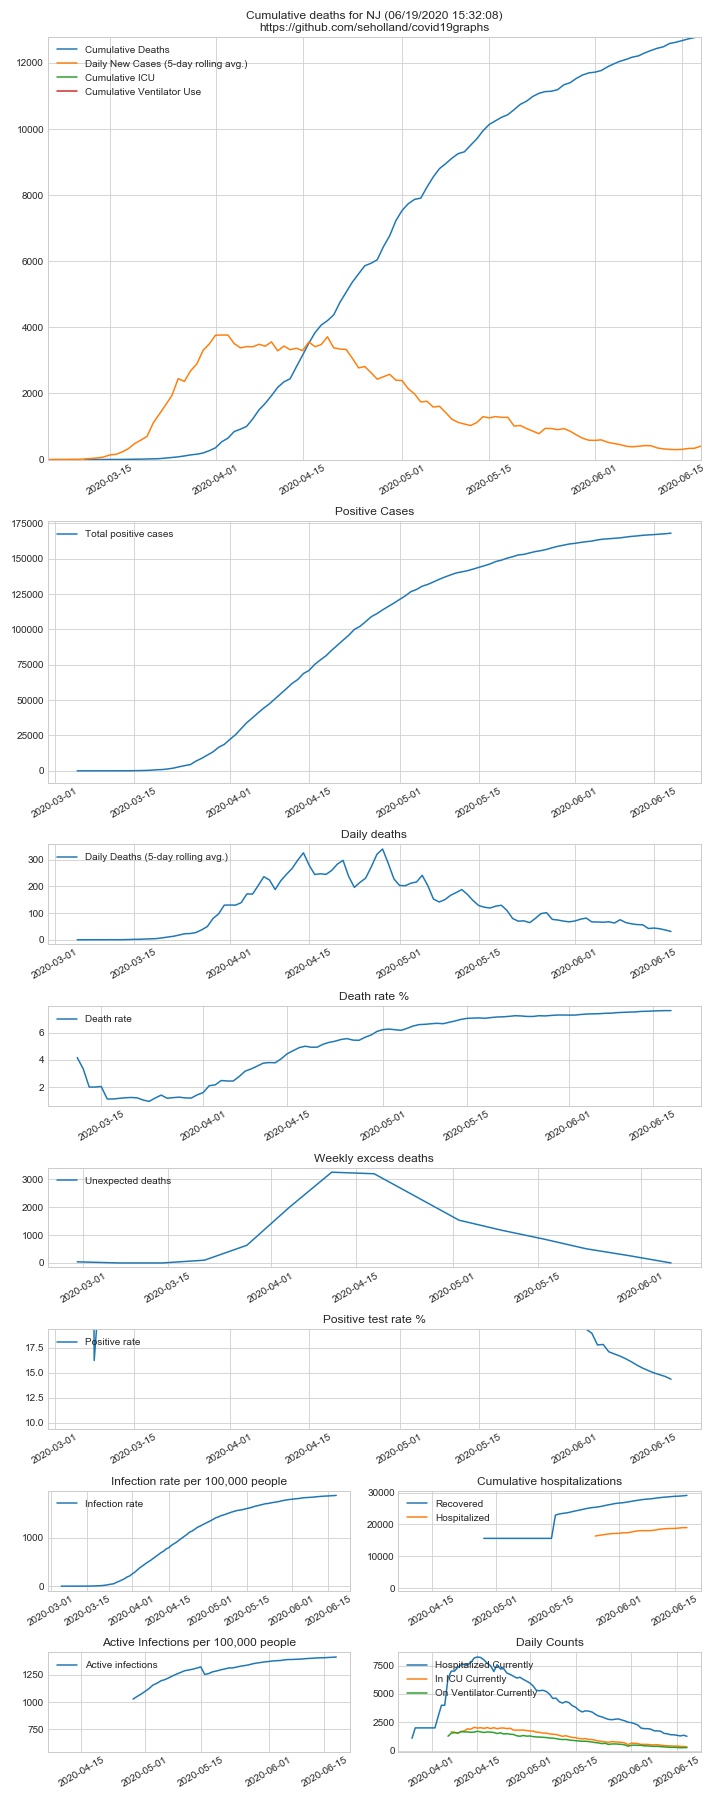 Cumulative deaths for NJ (06/19/2020 15:32:08)
https://github.com/seholland/covid19graphs
Cumulative Deaths
Daily New Cases (5-day rolling avg.)
Cumulative ICU
Cumulative Ventilator Use
12000
10000
8000
6000
4000
2000
0
2020-03-15 2020-04-01 2020-04-15 2020-05-01 2020-05-15 2020-06-01 2020-06-15
Positive Cases
Total positive cases
175000
150000
125000
100000
75000
50000
25000
0
2020-03-01 2020-03-15 2020-04-01 2020-04-15 2020-05-01 2020-05-15 2020-06-01 2020-06-15
Daily deaths
Daily Deaths (5-day rolling avg.)
300
200
100
0
2020-03-01 2020-03-15 2020-04-01 2020-04-15 2020-05-01 2020-05-15 2020-06-01 2020-06-15
Death rate %
Death rate
6
4
2
2020-03-15 2020-04-01 2020-04-15 2020-05-01 2020-05-15 2020-06-01 2020-06-15
Weekly excess deaths
Unexpected deaths
3000
2000
1000
0
2020-03-01 2020-03-15 2020-04-01 2020-04-15 2020-05-01 2020-05-15 2020-06-01
Positive test rate %
Positive rate
17.5
15.0
12.5
10.0
2020-03-01 2020-03-15 2020-04-01 2020-04-15 2020-05-01 2020-05-15 2020-06-01 2020-06-15
Infection rate per 100,000 people
Infection rate
1000
0
2020-03-01 2020-03-15 2020-04-01 2020-04-15 2020-05-01 2020-05-15 2020-06-01 2020-06-15
Cumulative hospitalizations
Recovered
Hospitalized
30000
20000
10000
0
2020-04-15 2020-05-01 2020-05-15 2020-06-01 2020-06-15
Active Infections per 100,000 people
Active infections
1250
1000
750
2020-04-15 2020-05-01 2020-05-15 2020-06-01 2020-06-15
Daily Counts
Hospitalized Currently
In ICU Currently
On Ventilator Currently
7500
5000
2500
0
2020-04-01 2020-04-15 2020-05-01 2020-05-15 2020-06-01 2020-06-15